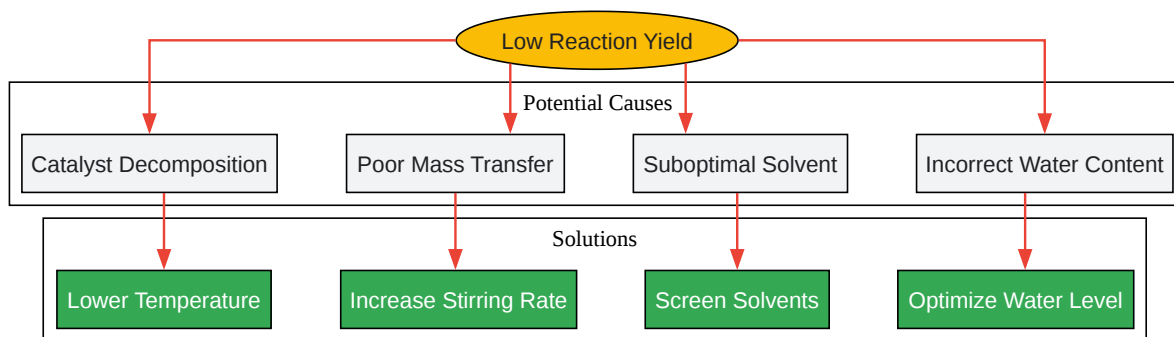 Low Reaction Yield
Potential Causes
Catalyst Decomposition
Poor Mass Transfer
Suboptimal Solvent
Incorrect Water Content
Solutions
Lower Temperature
Increase Stirring Rate
Screen Solvents
Optimize Water Level